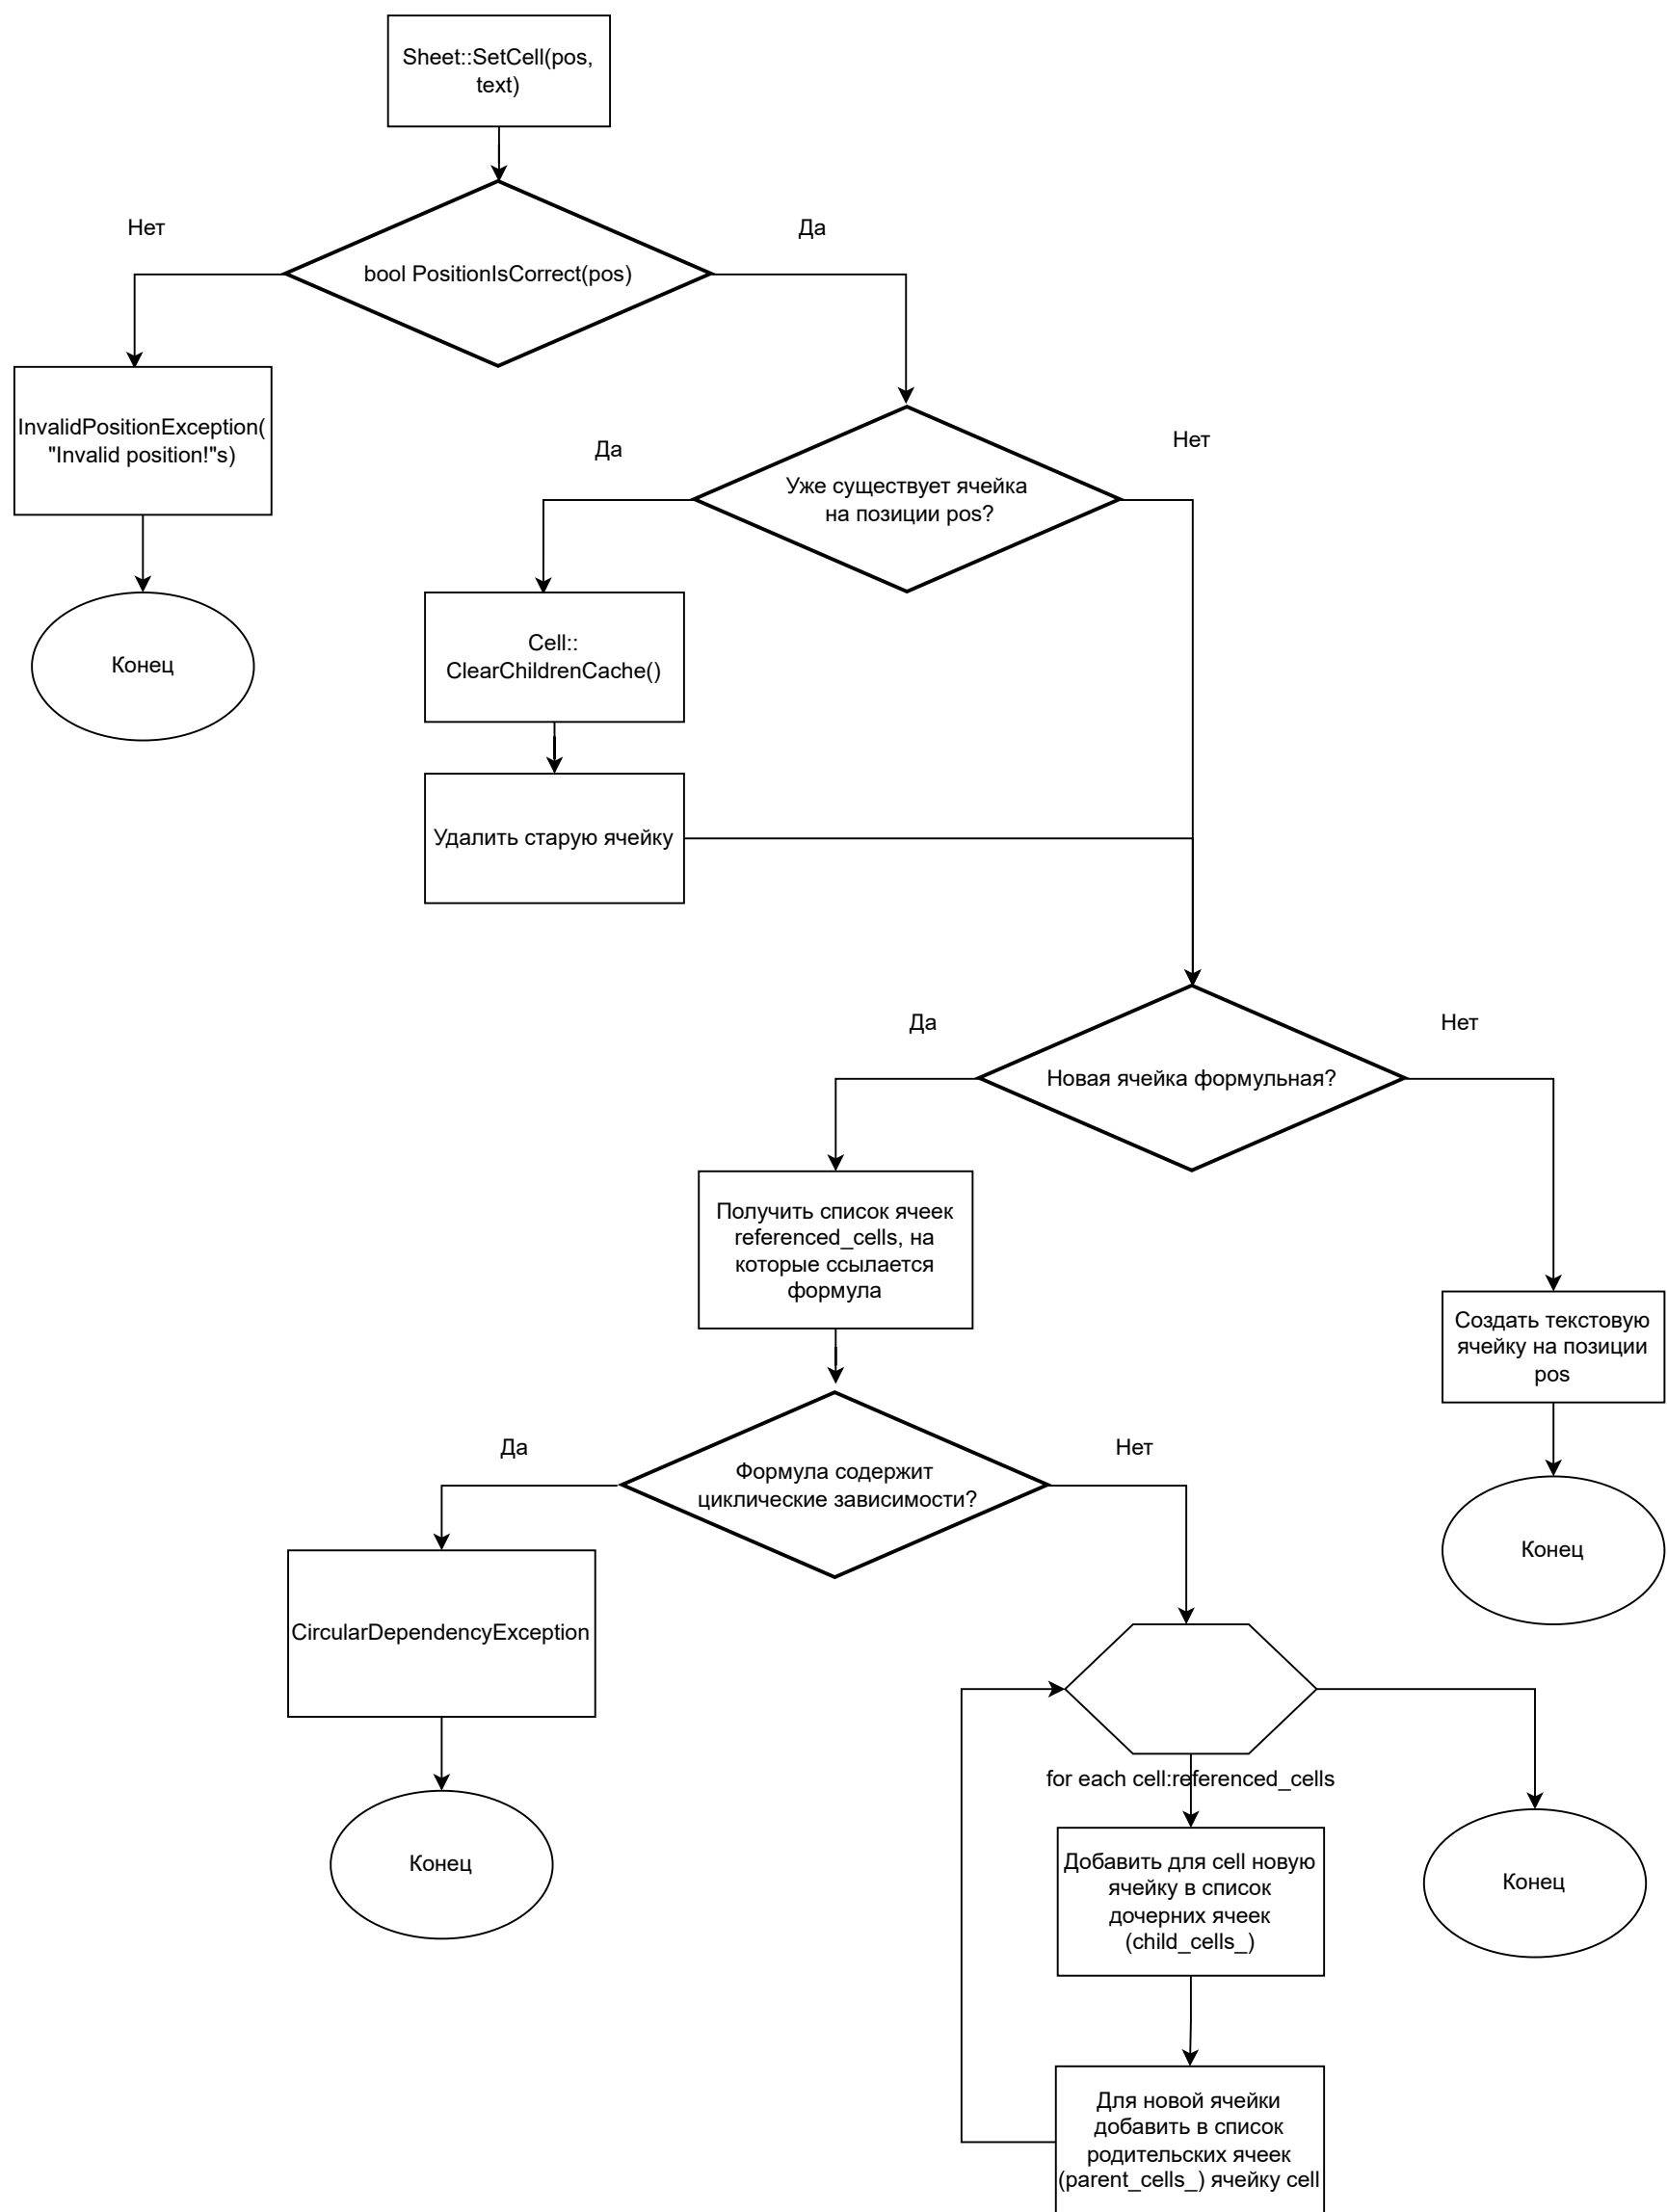 Sheet::SetCell(pos,
text)
Нет
Да
bool PositionIsCorrect(pos)
InvalidPositionException(
"Invalid position!"s)
Да
Нет
Уже существует ячейка
на позиции pos?
Конец
Cell::
ClearChildrenCache()
Удалить старую ячейку
Да
Нет
Новая ячейка формульная?
Получить список ячеек
referenced_cells, на
которые ссылается
формула
Создать текстовую
ячейку на позиции
pos
Да
Нет
Формула содержит
циклические зависимости?
Конец
CircularDependencyException
for each cell:referenced_cells
Конец
Добавить для cell новую
ячейку в список
дочерних ячеек
(child_cells_)
Конец
Для новой ячейки
добавить в список
родительских ячеек
(parent_cells_) ячейку cell